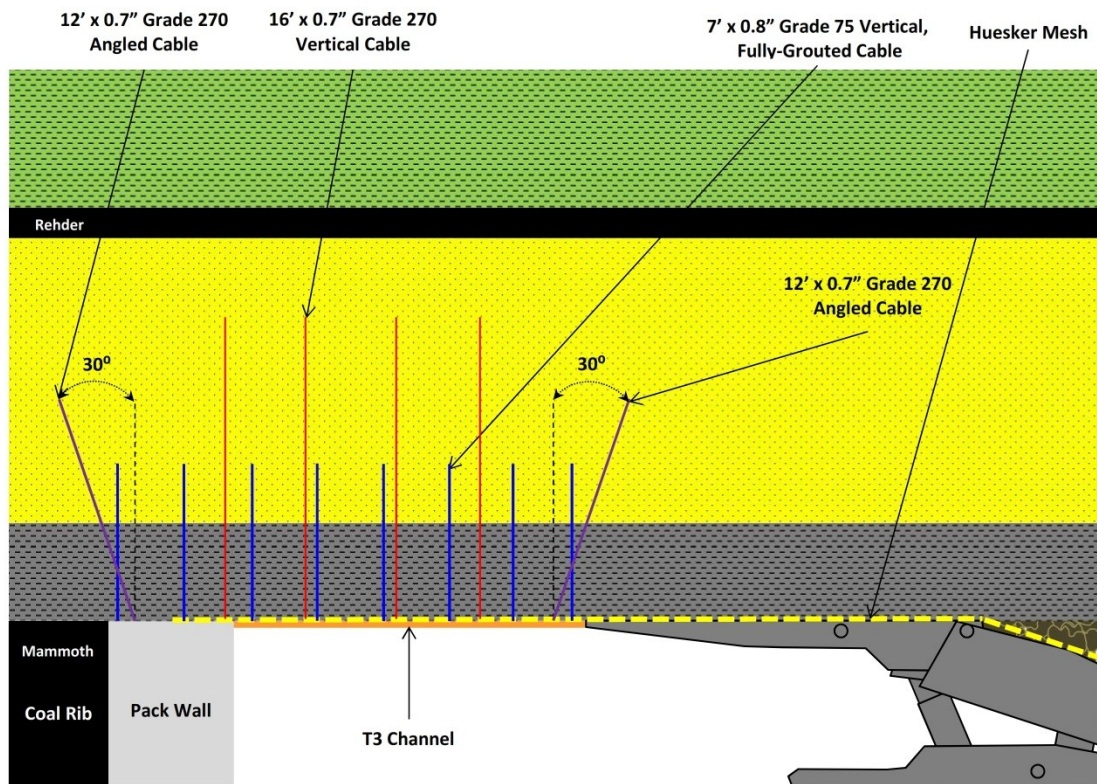 12’ x 0.7” Grade 270
Angled Cable
16’ x 0.7” Grade 270
Vertical Cable
7’ x 0.8” Grade 75 Vertical,
Fully-Grouted Cable
Huesker Mesh
Rehder
12’ x 0.7” Grade 270
Angled Cable
30⁰
30⁰
Mammoth
Coal Rib
Pack Wall
T3 Channel